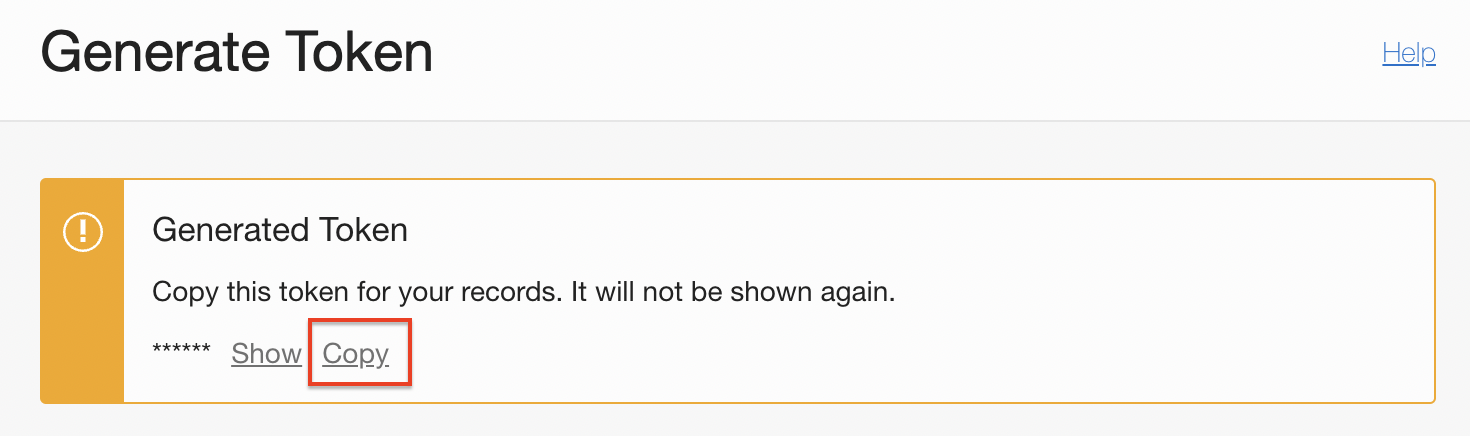 Generate Token
Help
Generated Token
Copy this token for your records. It will not be shown again.
****** Show Copy